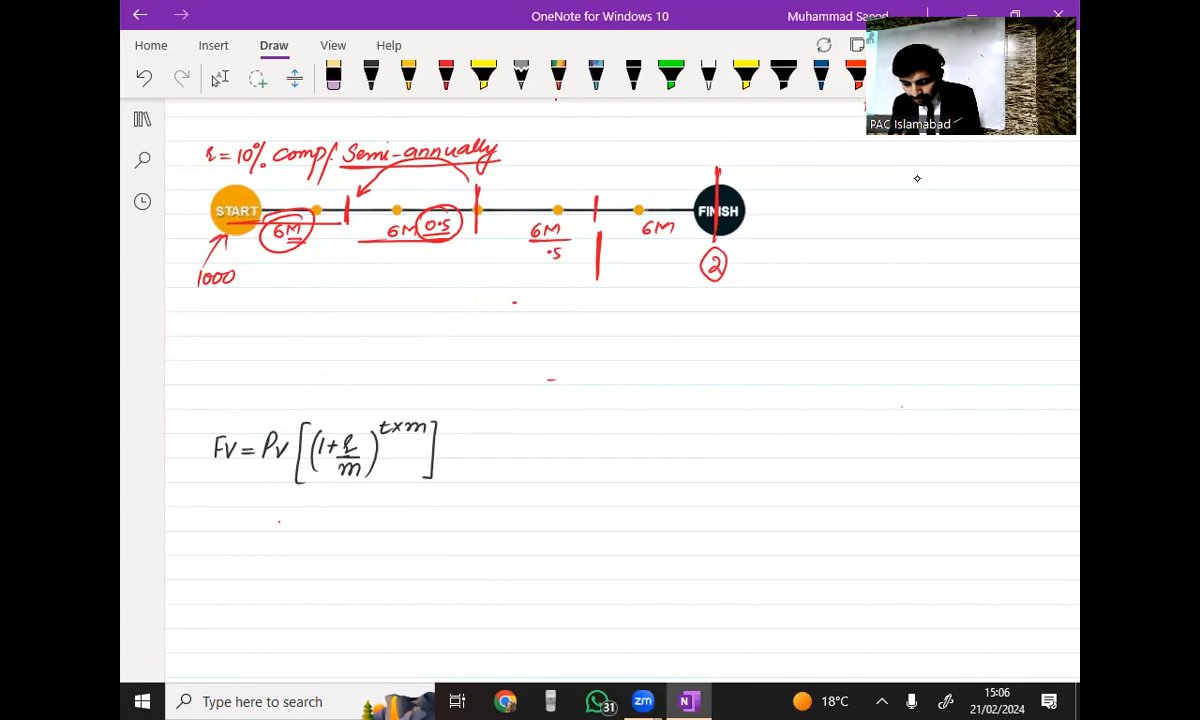 OneNote for Windows 10
Muhammad Saeed
Home Insert Draw View Help
PAC Islamabad
r = 10% Comp/. Semi-annually
START FINISH
6M 6M 0.5 6M 6M
.5
1000
2
FV = PV [(1+r/m)^t×m]
Type here to search
31
zm
N
18°C
15:06
21/02/2024